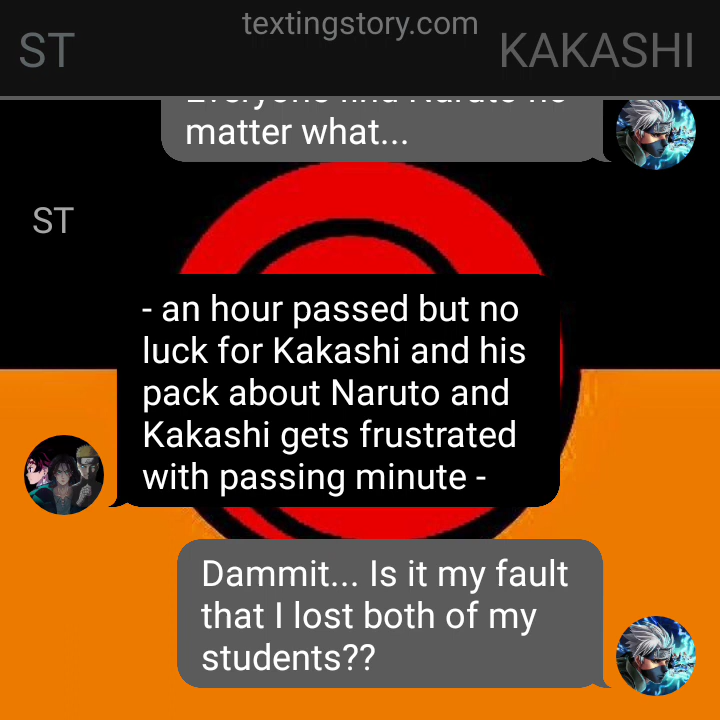 textingstory.com
ST
KAKASHI
matter what...
ST
- an hour passed but no
luck for Kakashi and his
pack about Naruto and
Kakashi gets frustrated
with passing minute -
Dammit... Is it my fault
that I lost both of my
students??